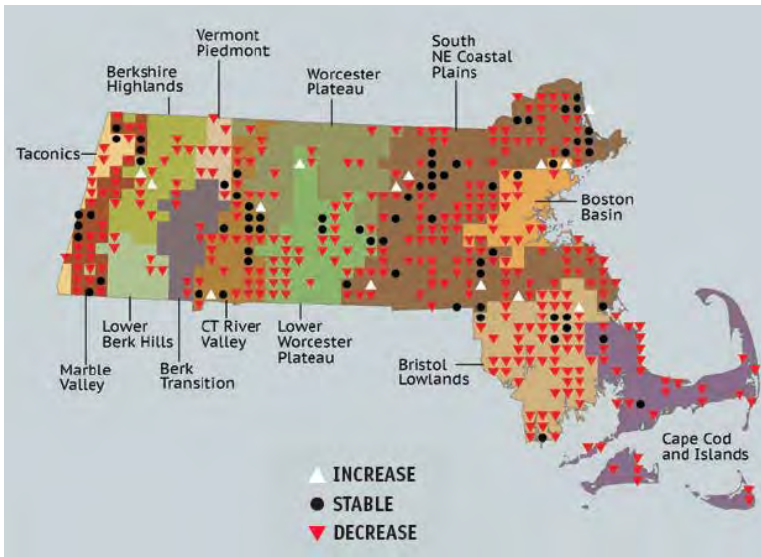 Vermont
Piedmont
South
NE Coastal
Plains
Berkshire
Highlands
Worcester
Plateau
Taconics
Boston
Basin
Lower
Berk Hills
CT River
Valley
Lower
Worcester
Plateau
Marble
Valley
Berk
Transition
Bristol
Lowlands
Cape Cod
and Islands
INCREASE
STABLE
DECREASE